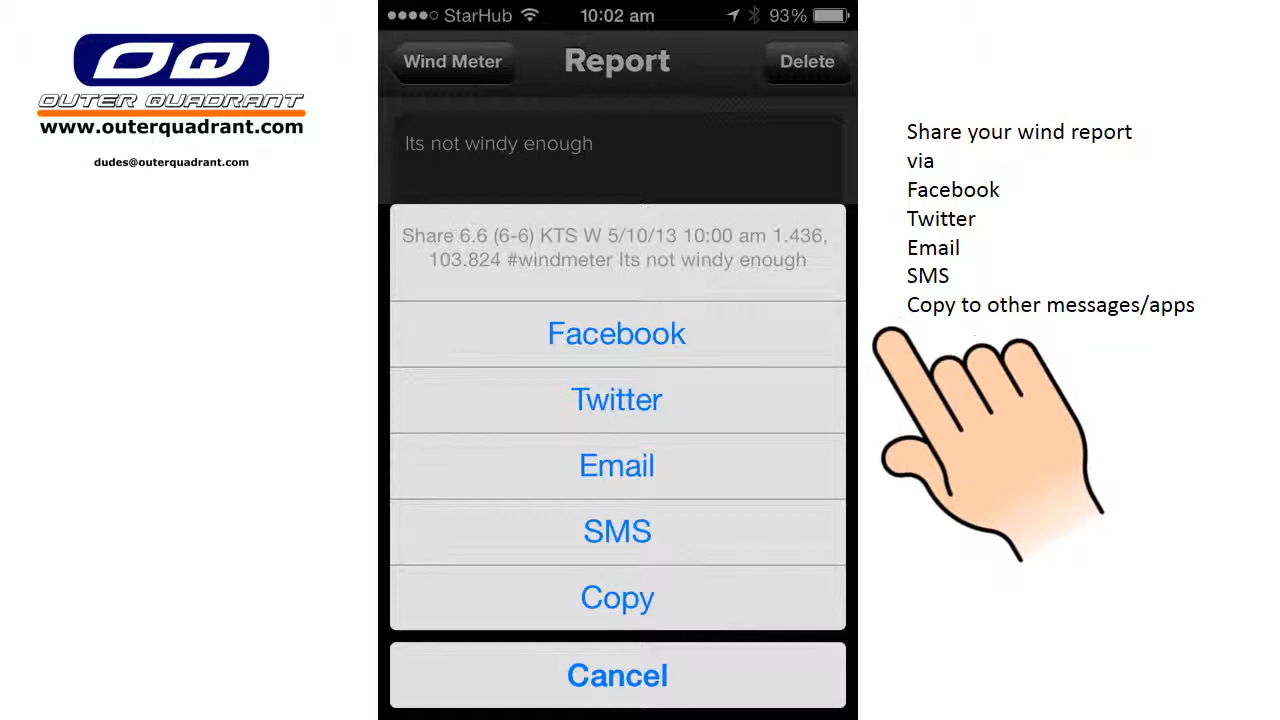 OQ
OUTER QUADRANT
www.outerquadrant.com
dudes@outerquadrant.com
StarHub
10:02 am
93%
Wind Meter
Report
Delete
Its not windy enough
Share 6.6 (6-6) KTS W 5/10/13 10:00 am 1.436,
103.824 #windmeter Its not windy enough
Facebook
Twitter
Email
SMS
Copy
Cancel
Share your wind report
via
Facebook
Twitter
Email
SMS
Copy to other messages/apps